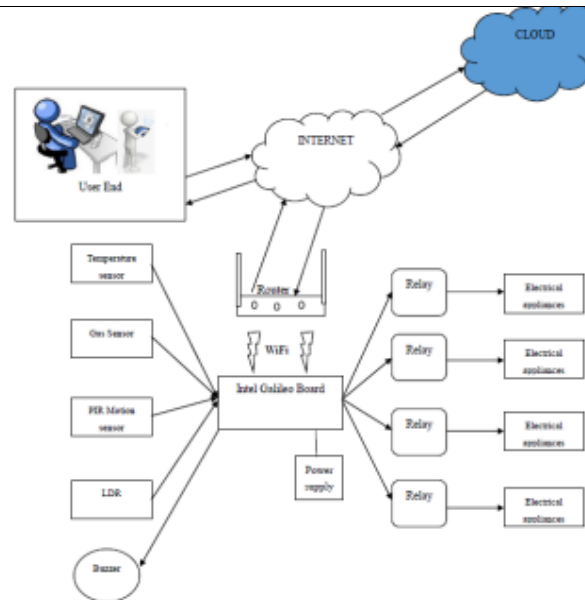 CLOUD
INTERNET
User End
Temperature
sensor
Router
Relay
Electrical
appliances
Gas Sensor
WiFi
Relay
Electrical
appliances
Intel Galileo Board
PIR Motion
sensor
Relay
Electrical
appliances
Power
supply
LDR
Relay
Electrical
appliances
Buzzer